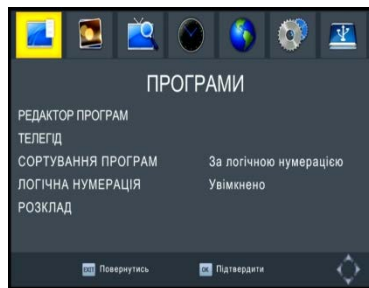 ПРОГРАМИ
РЕДАКТОР ПРОГРАМ
ТЕЛЕГІД
СОРТУВАННЯ ПРОГРАМ За логічною нумерацією
ЛОГІЧНА НУМЕРАЦІЯ Увімкнено
РОЗКЛАД
EXIT Повернутись OK Підтвердити